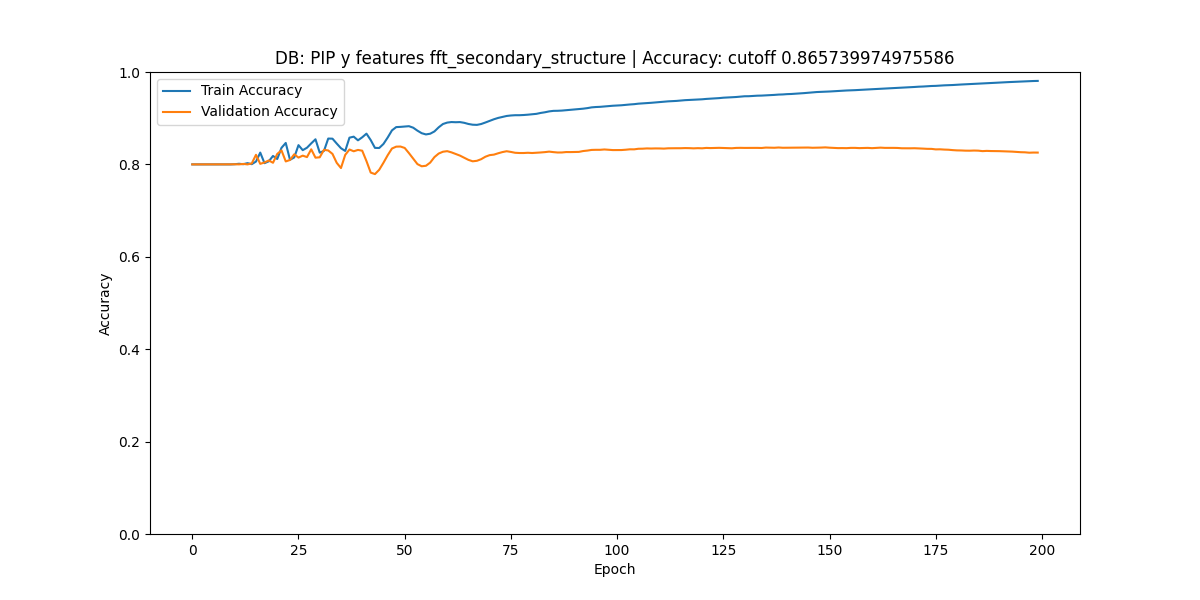 DB: PIP y features fft_secondary_structure | Accuracy: cutoff 0.865739974975586
Train Accuracy
Validation Accuracy
1.0
0.8
0.6
0.4
0.2
0.0
Accuracy
0 25 50 75 100 125 150 175 200
Epoch